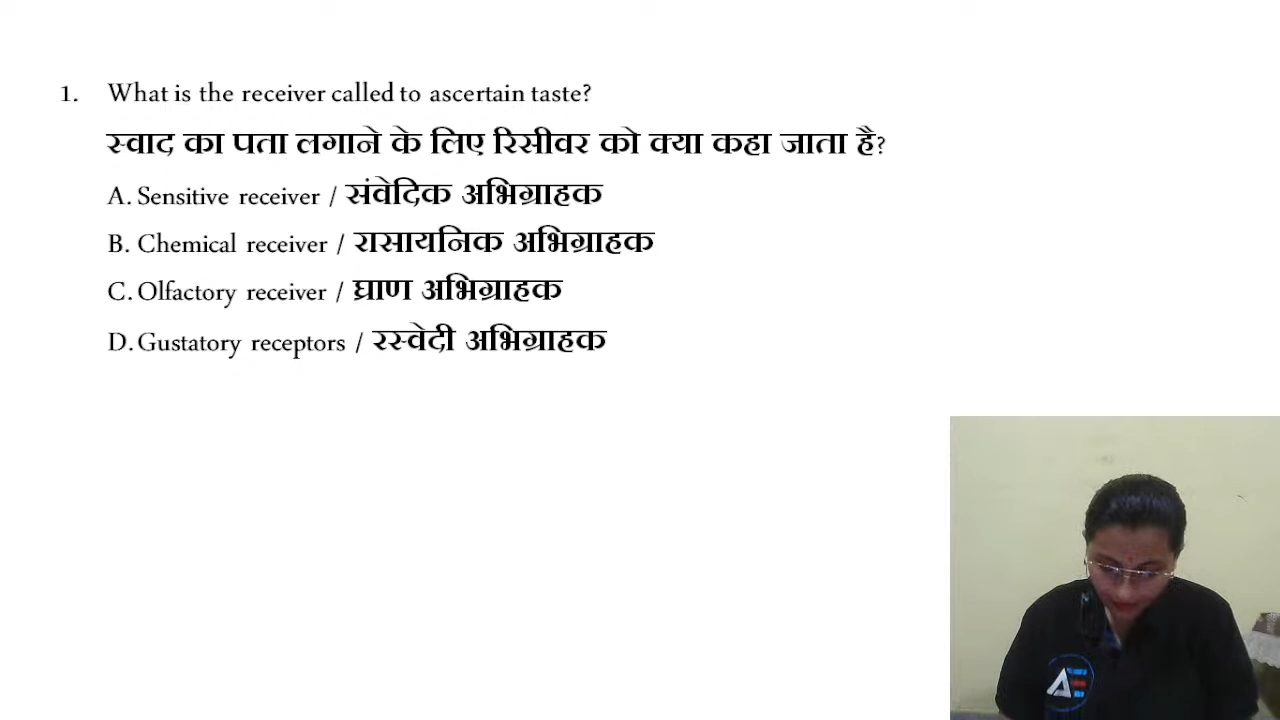 1. What is the receiver called to ascertain taste?
स्वाद का पता लगाने के लिए रिसीवर को क्या कहा जाता है?
A. Sensitive receiver / संवेदिक अभिग्राहक
B. Chemical receiver / रासायनिक अभिग्राहक
C. Olfactory receiver / घ्राण अभिग्राहक
D. Gustatory receptors / रस्वेदी अभिग्राहक